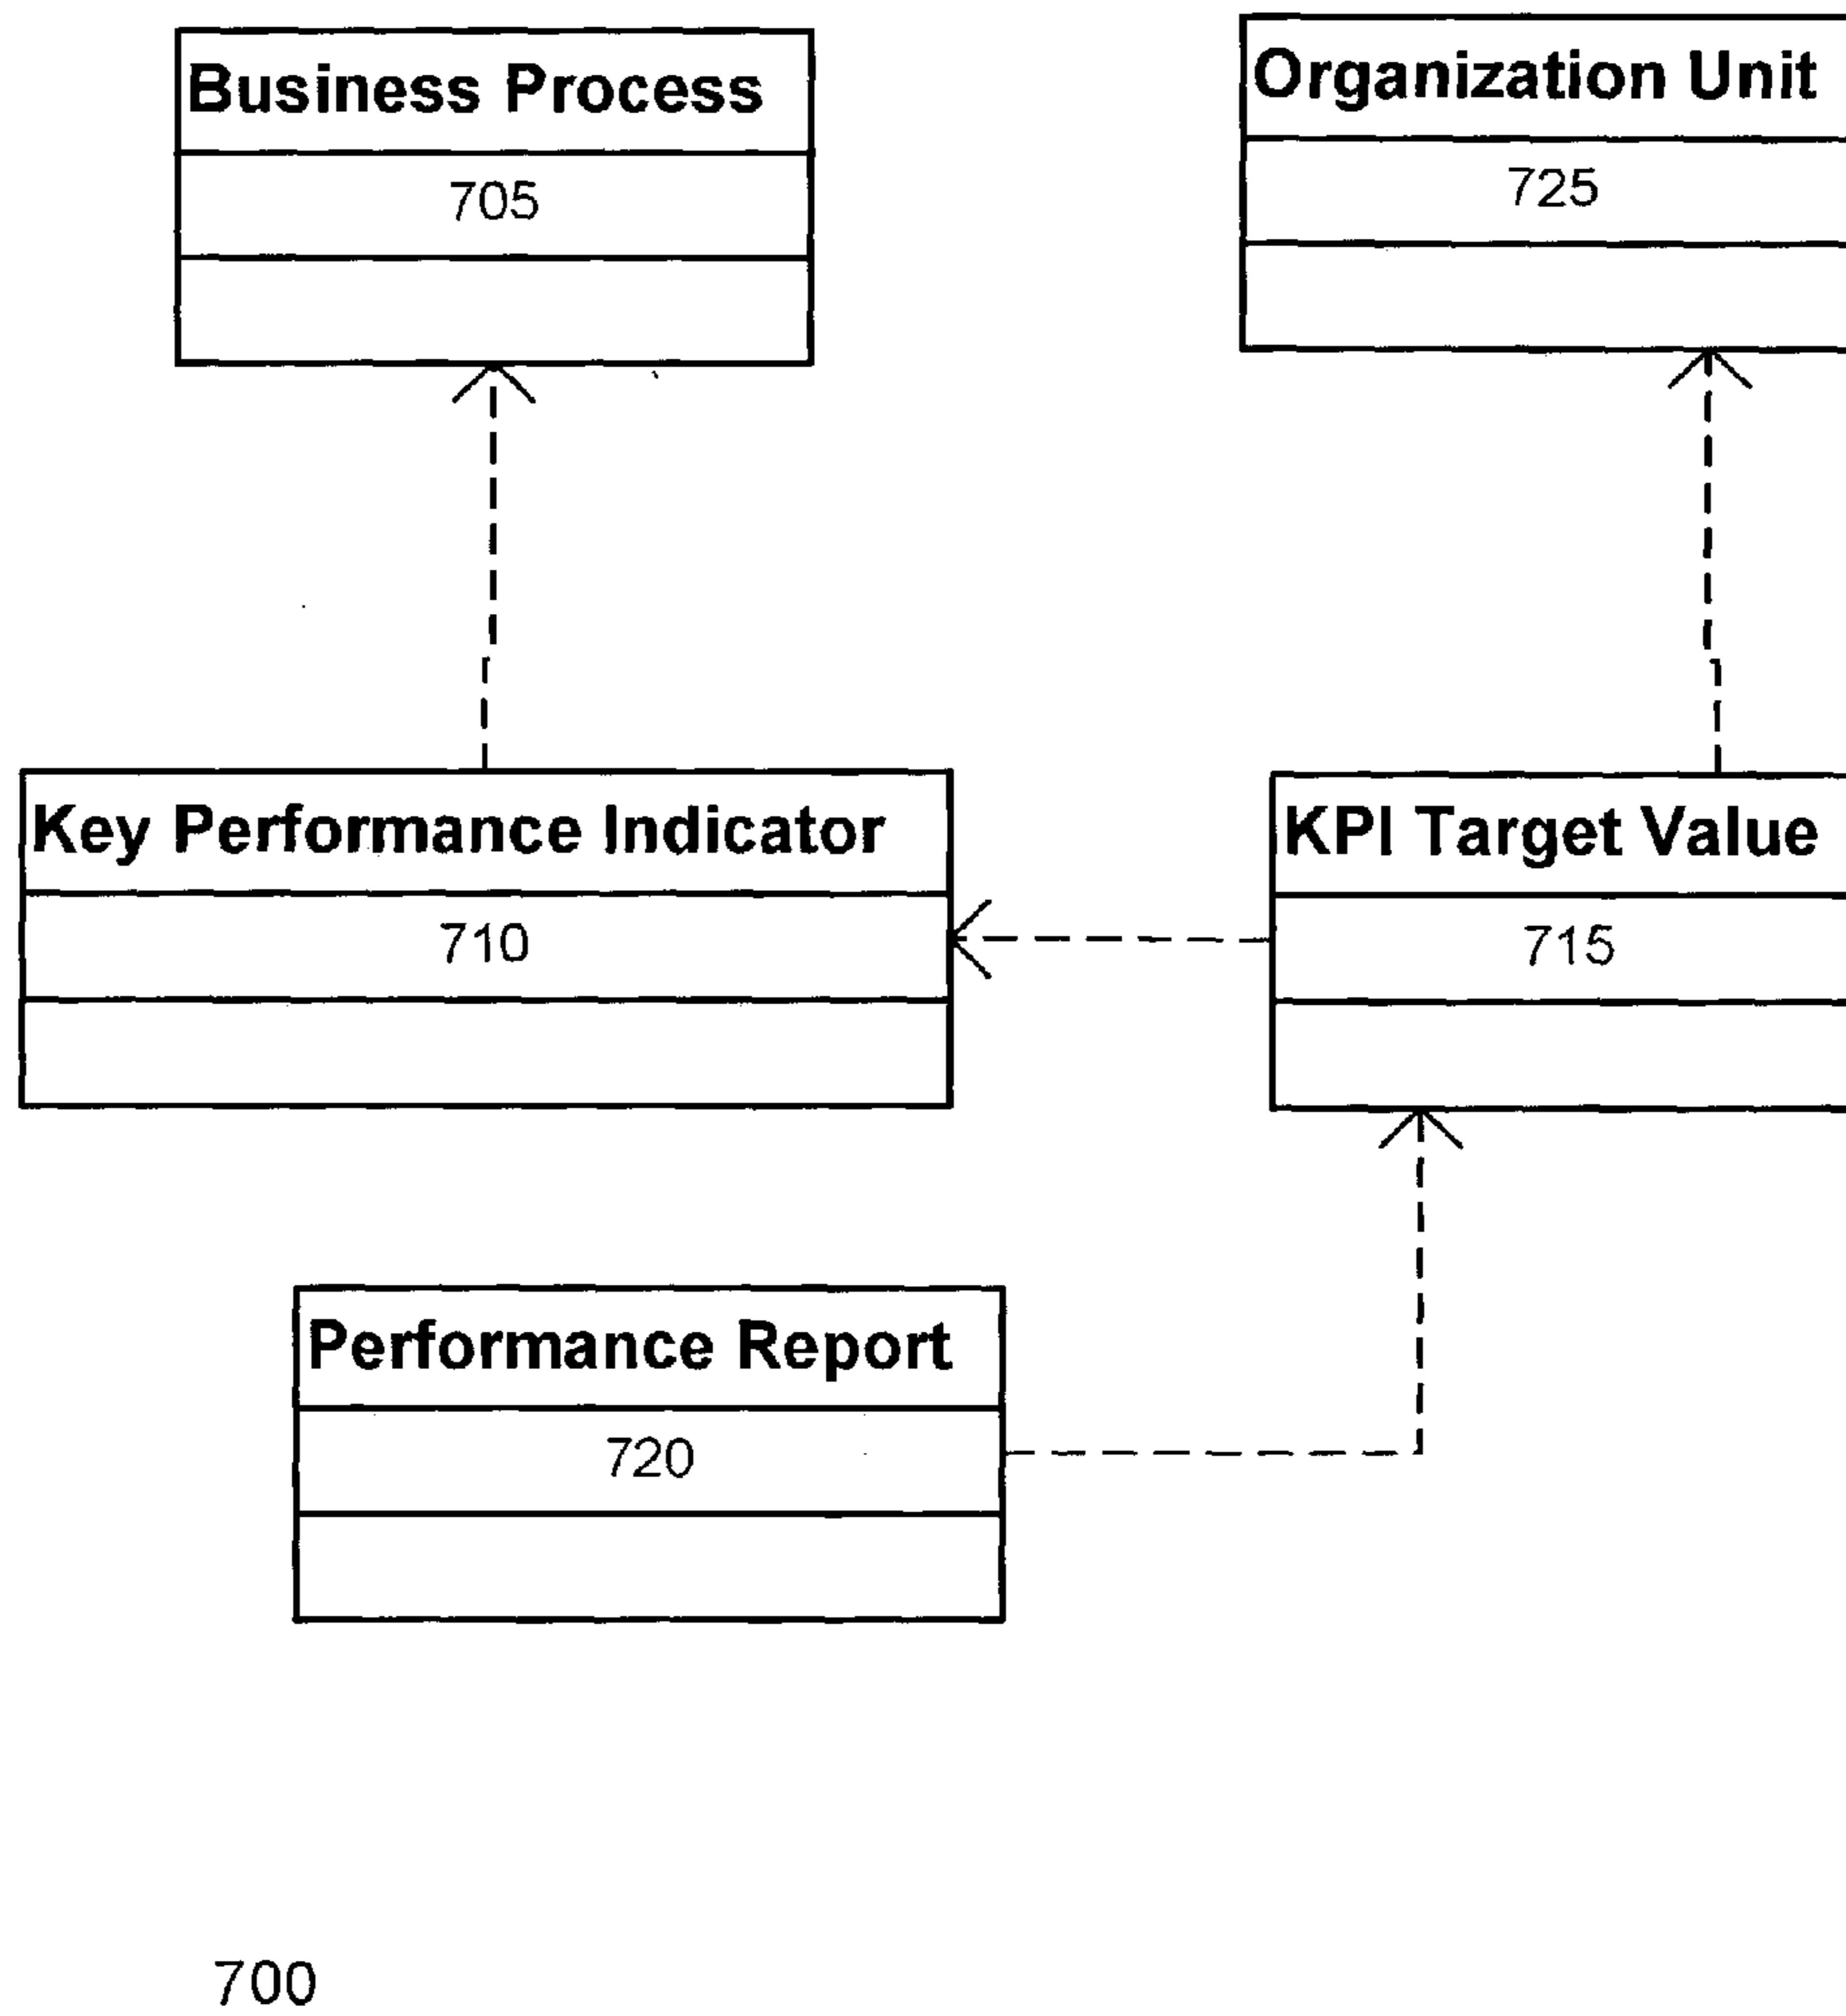 Business Process
705
Organization Unit
725
Key Performance Indicator
710
KPI Target Value
715
Performance Report
720
700